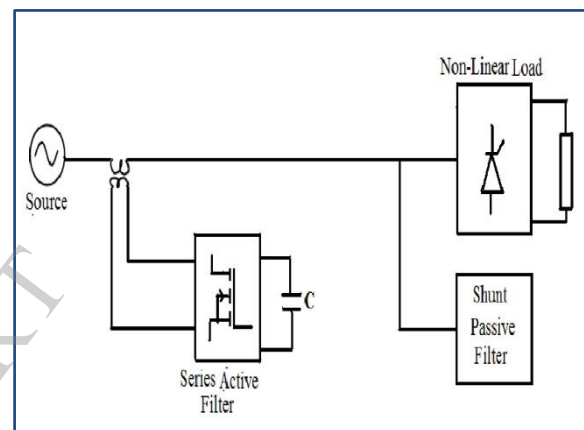 Non-Linear Load
Source
C
Series Active
Filter
Shunt
Passive
Filter